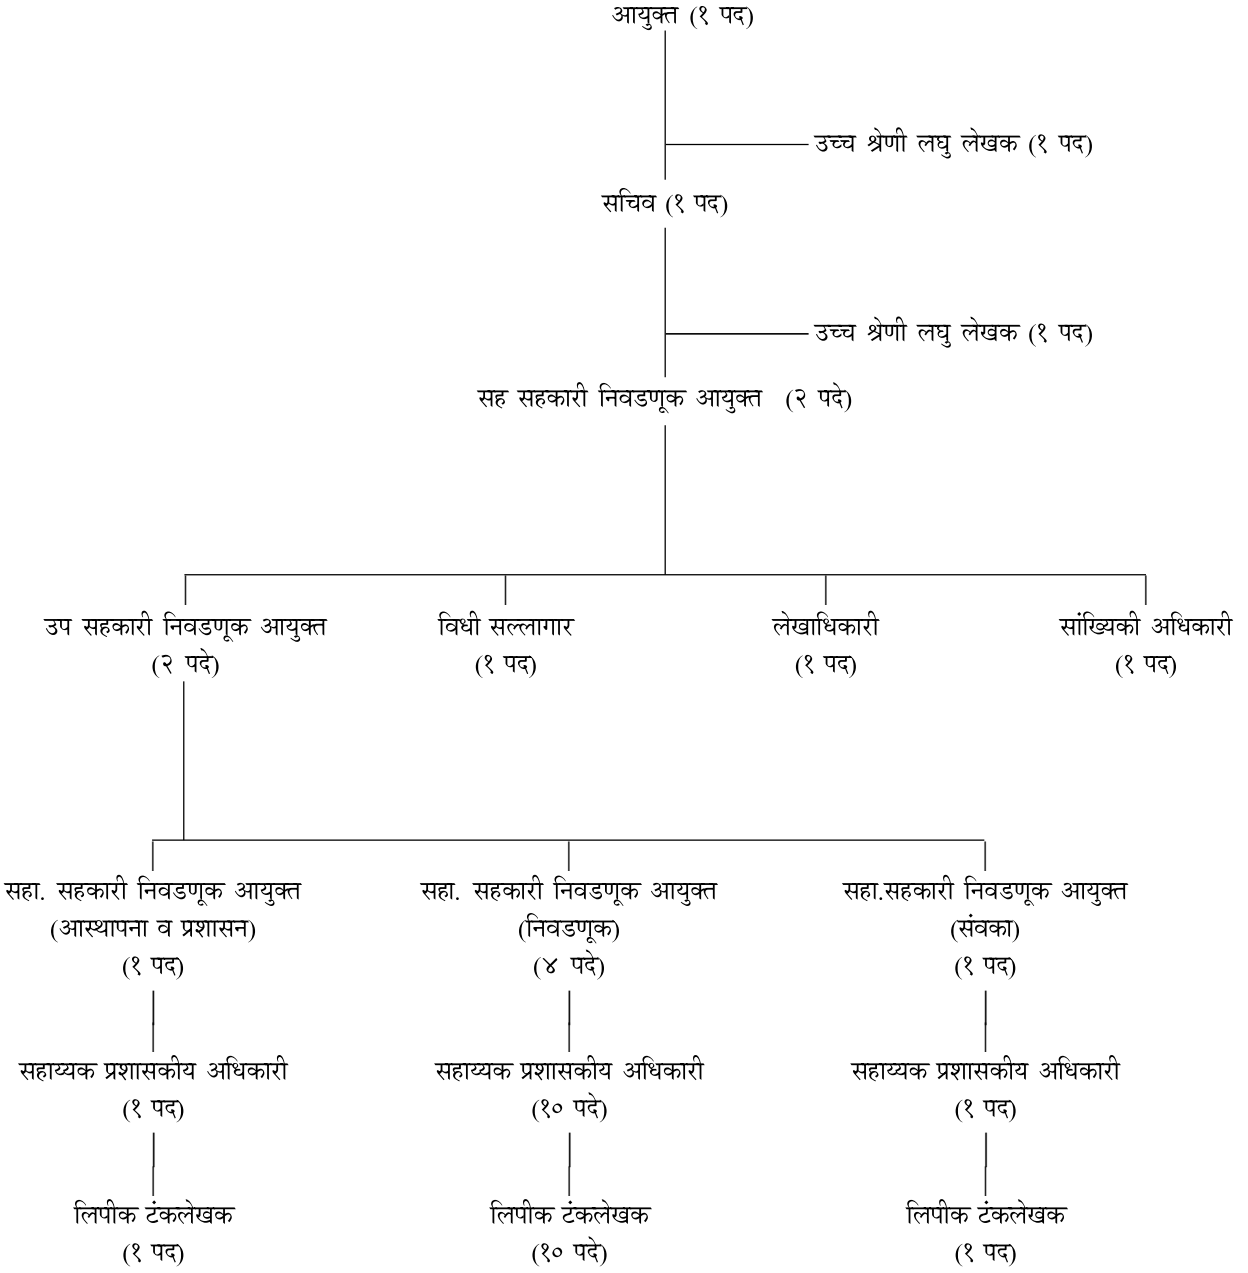 आयुक्त (१ पद)
उच्च श्रेणी लघु लेखक (१ पद)
सचिव (१ पद)
उच्च श्रेणी लघु लेखक (१ पद)
सह सहकारी निवडणूक आयुक्त (२ पदे)
उप सहकारी निवडणूक आयुक्त
(२ पदे)
विधी सल्लागार
(१ पद)
लेखाधिकारी
(१ पद)
सांख्यिकी अधिकारी
(१ पद)
सहा. सहकारी निवडणूक आयुक्त
(आस्थापना व प्रशासन)
(१ पद)
सहा. सहकारी निवडणूक आयुक्त
(निवडणूक)
(४ पदे)
सहा.सहकारी निवडणूक आयुक्त
(संवका)
(१ पद)
सहाय्यक प्रशासकीय अधिकारी
(१ पद)
सहाय्यक प्रशासकीय अधिकारी
(१० पदे)
सहाय्यक प्रशासकीय अधिकारी
(१ पद)
लिपीक टंकलेखक
(१ पद)
लिपीक टंकलेखक
(१० पदे)
लिपीक टंकलेखक
(१ पद)